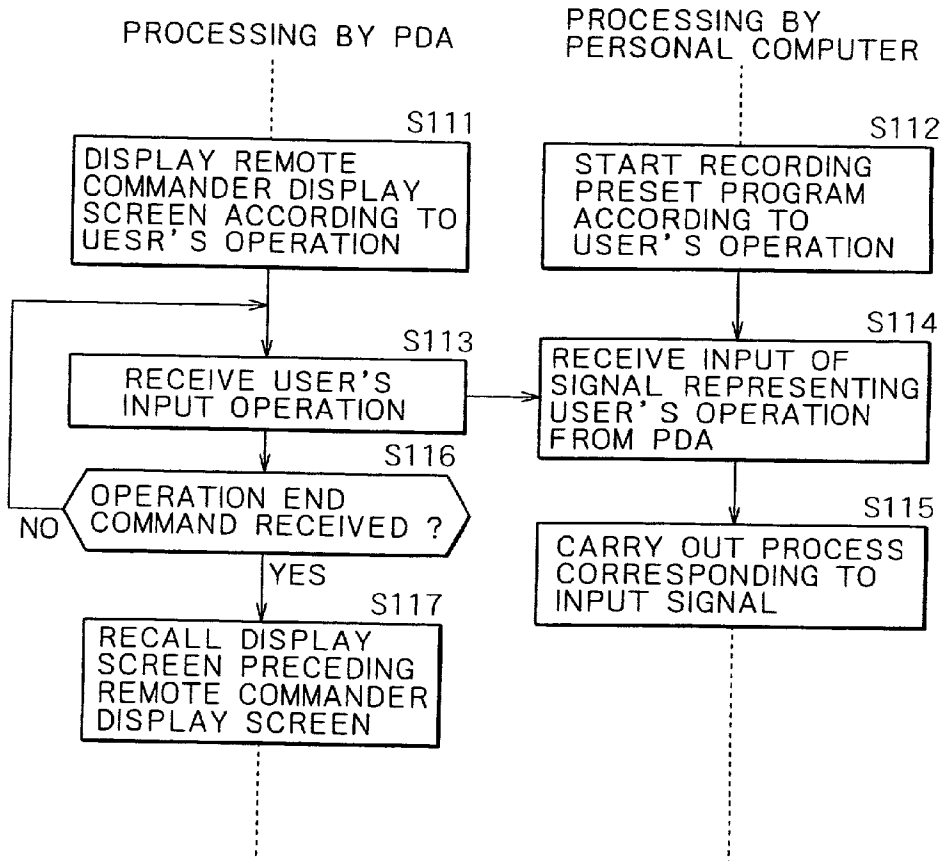 PROCESSING BY PDA
PROCESSING BY
PERSONAL COMPUTER
S111
DISPLAY REMOTE
COMMANDER DISPLAY
SCREEN ACCORDING TO
UESR'S OPERATION
S112
START RECORDING
PRESET PROGRAM
ACCORDING TO
USER'S OPERATION
S113
RECEIVE USER'S
INPUT OPERATION
S114
RECEIVE INPUT OF
SIGNAL REPRESENTING
USER'S OPERATION
FROM PDA
S116
OPERATION END
COMMAND RECEIVED ?
NO
YES
S115
CARRY OUT PROCESS
CORRESPONDING TO
INPUT SIGNAL
S117
RECALL DISPLAY
SCREEN PRECEDING
REMOTE COMMANDER
DISPLAY SCREEN